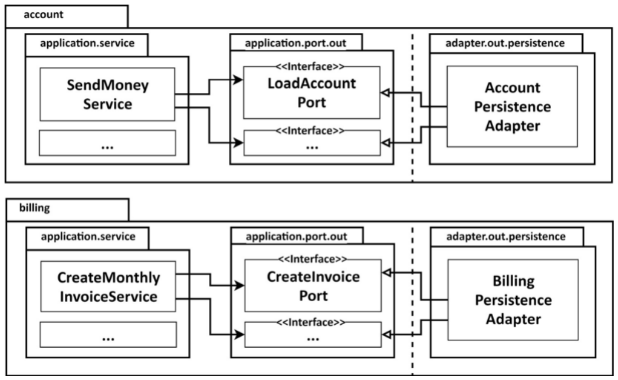 account
application.service
application.port.out
adapter.out.persistence
SendMoney
Service
...
<<Interface>>
LoadAccount
Port
<<Interface>>
...
Account
Persistence
Adapter
billing
application.service
application.port.out
adapter.out.persistence
CreateMonthly
InvoiceService
...
<<Interface>>
CreateInvoice
Port
<<Interface>>
...
Billing
Persistence
Adapter